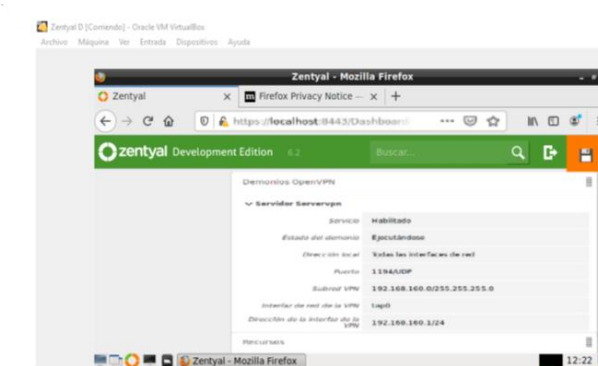 Zentyal D [Corriendo] - Oracle VM VirtualBox
Archivo Máquina Ver Entrada Dispositivos Ayuda
Zentyal - Mozilla Firefox
Zentyal × m Firefox Privacy Notice — × +
https://localhost:8443/Dashboard ...
zentyal Development Edition 6.2 Buscar...
Demonios OpenVPN
Servidor Servervpn
Servicio Habilitado
Estado del demonio Ejecutándose
Dirección local Todas las interfaces de red
Puerto 1194/UDP
Subred VPN 192.168.160.0/255.255.255.0
Interfaz de red de la VPN tap0
Dirección de la interfaz de la VPN 192.168.160.1/24
Recursos
Zentyal - Mozilla Firefox 12:22